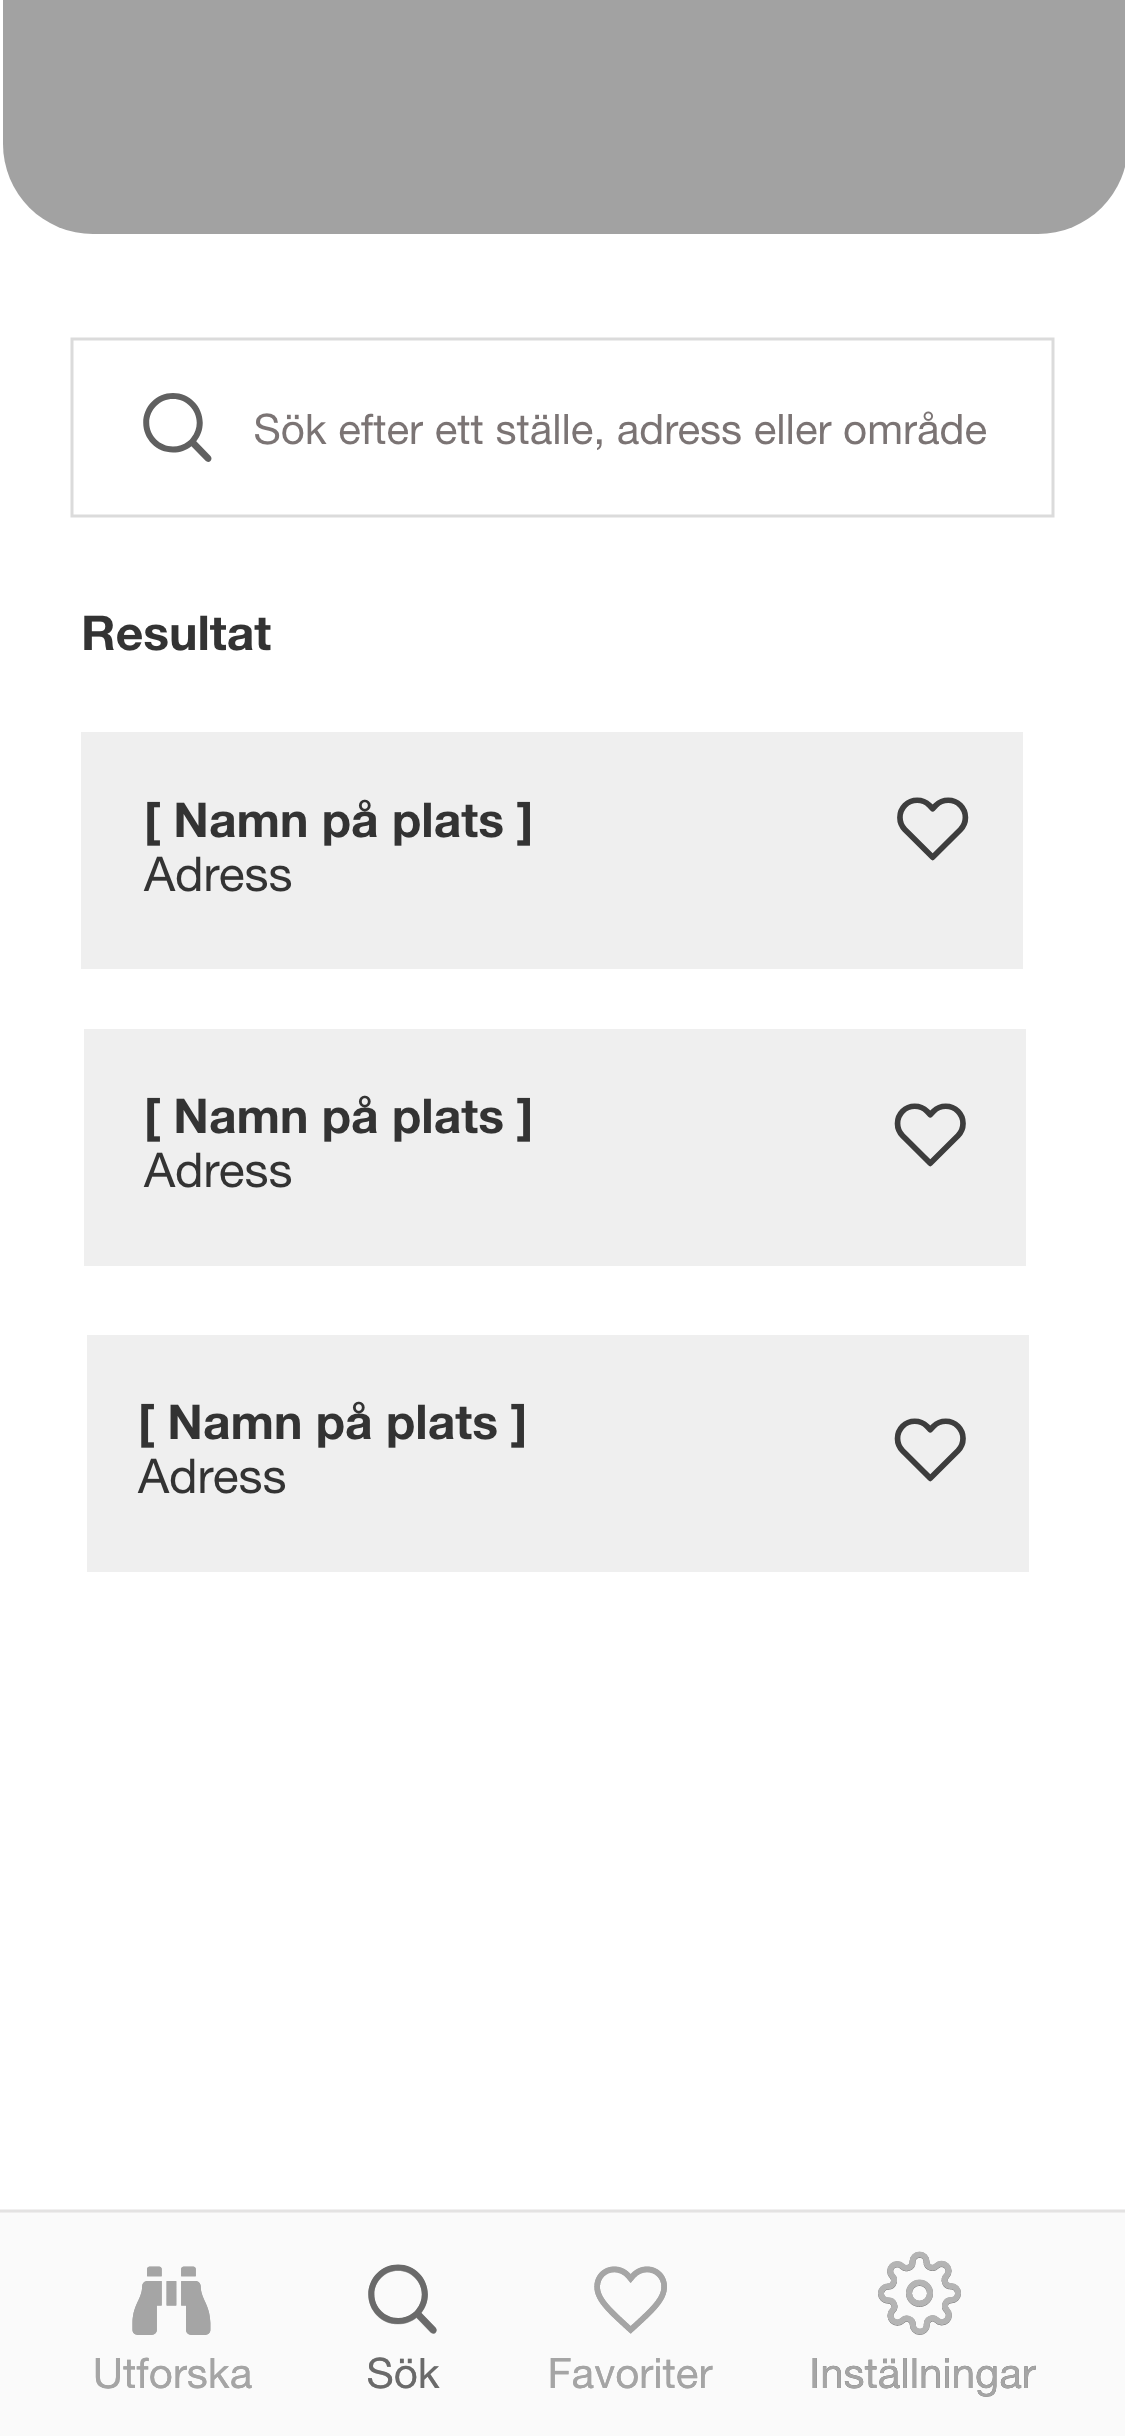 Sök efter ett ställe, adress eller område
Resultat
[ Namn på plats ]
Adress
[ Namn på plats ]
Adress
[ Namn på plats ]
Adress
Utforska
Sök
Favoriter
Inställningar